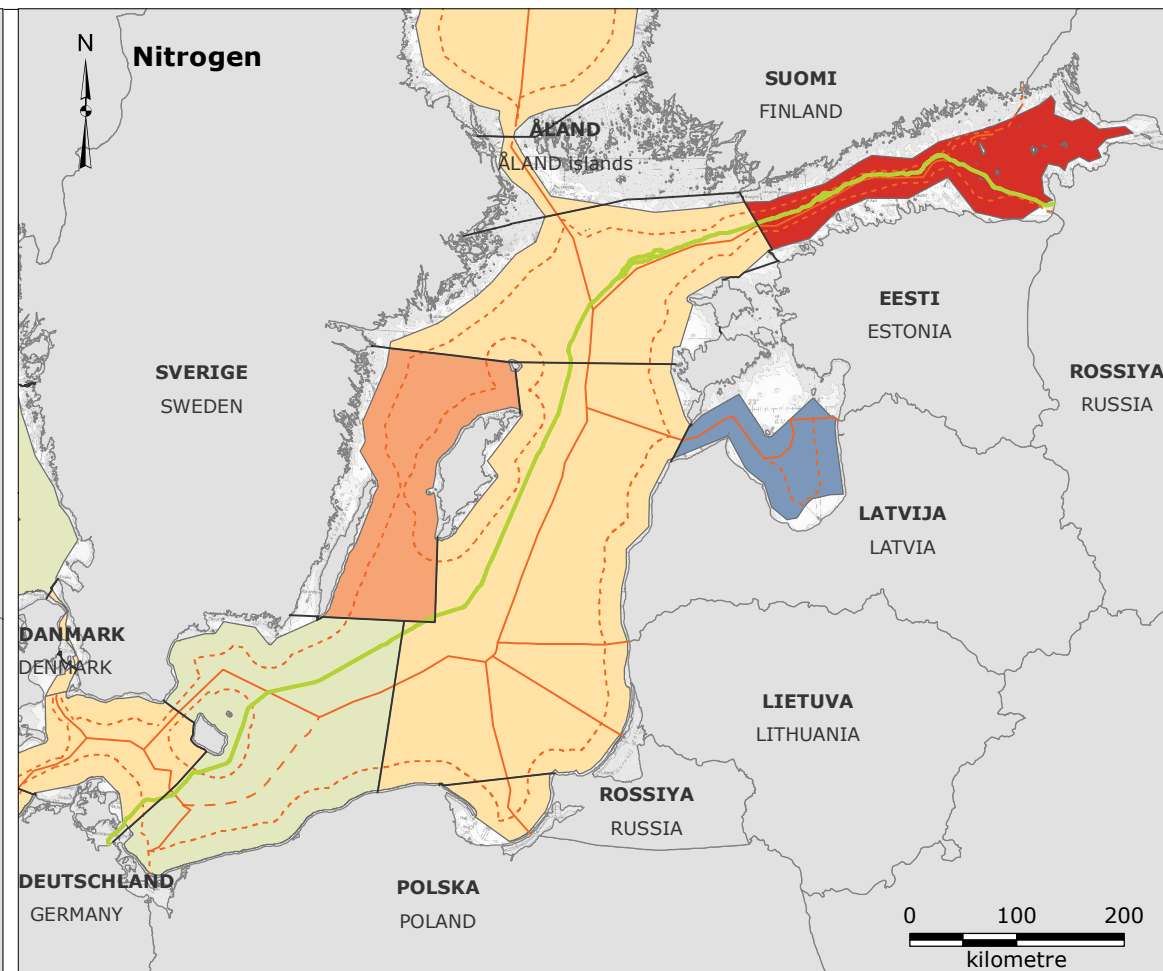 N
Nitrogen
SUOMI
FINLAND
ÅLAND
ÅLAND islands
EESTI
ESTONIA
SVERIGE
SWEDEN
ROSSIYA
RUSSIA
LATVIJA
LATVIA
DANMARK
DENMARK
LIETUVA
LITHUANIA
ROSSIYA
RUSSIA
DEUTSCHLAND
GERMANY
POLSKA
POLAND
0 100 200
kilometre